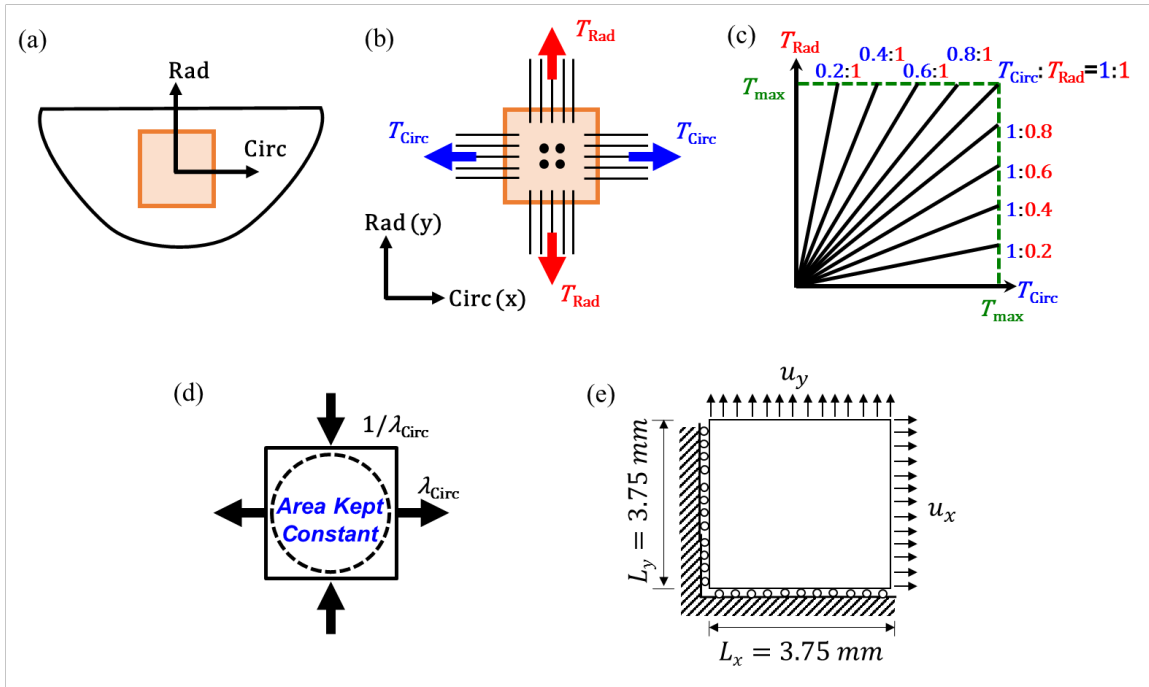 (a)
Rad
Circ
(b)
T_Rad
T_Circ
T_Circ
Rad (y)
Circ (x)
T_Rad
(c)
T_Rad
0.2:1
0.4:1
0.6:1
0.8:1
T_Circ:T_Rad=1:1
T_max
1:0.8
1:0.6
1:0.4
1:0.2
T_Circ
T_max
(d)
1/λ_Circ
λ_Circ
Area Kept
Constant
(e)
u_y
L_y = 3.75 mm
u_x
L_x = 3.75 mm